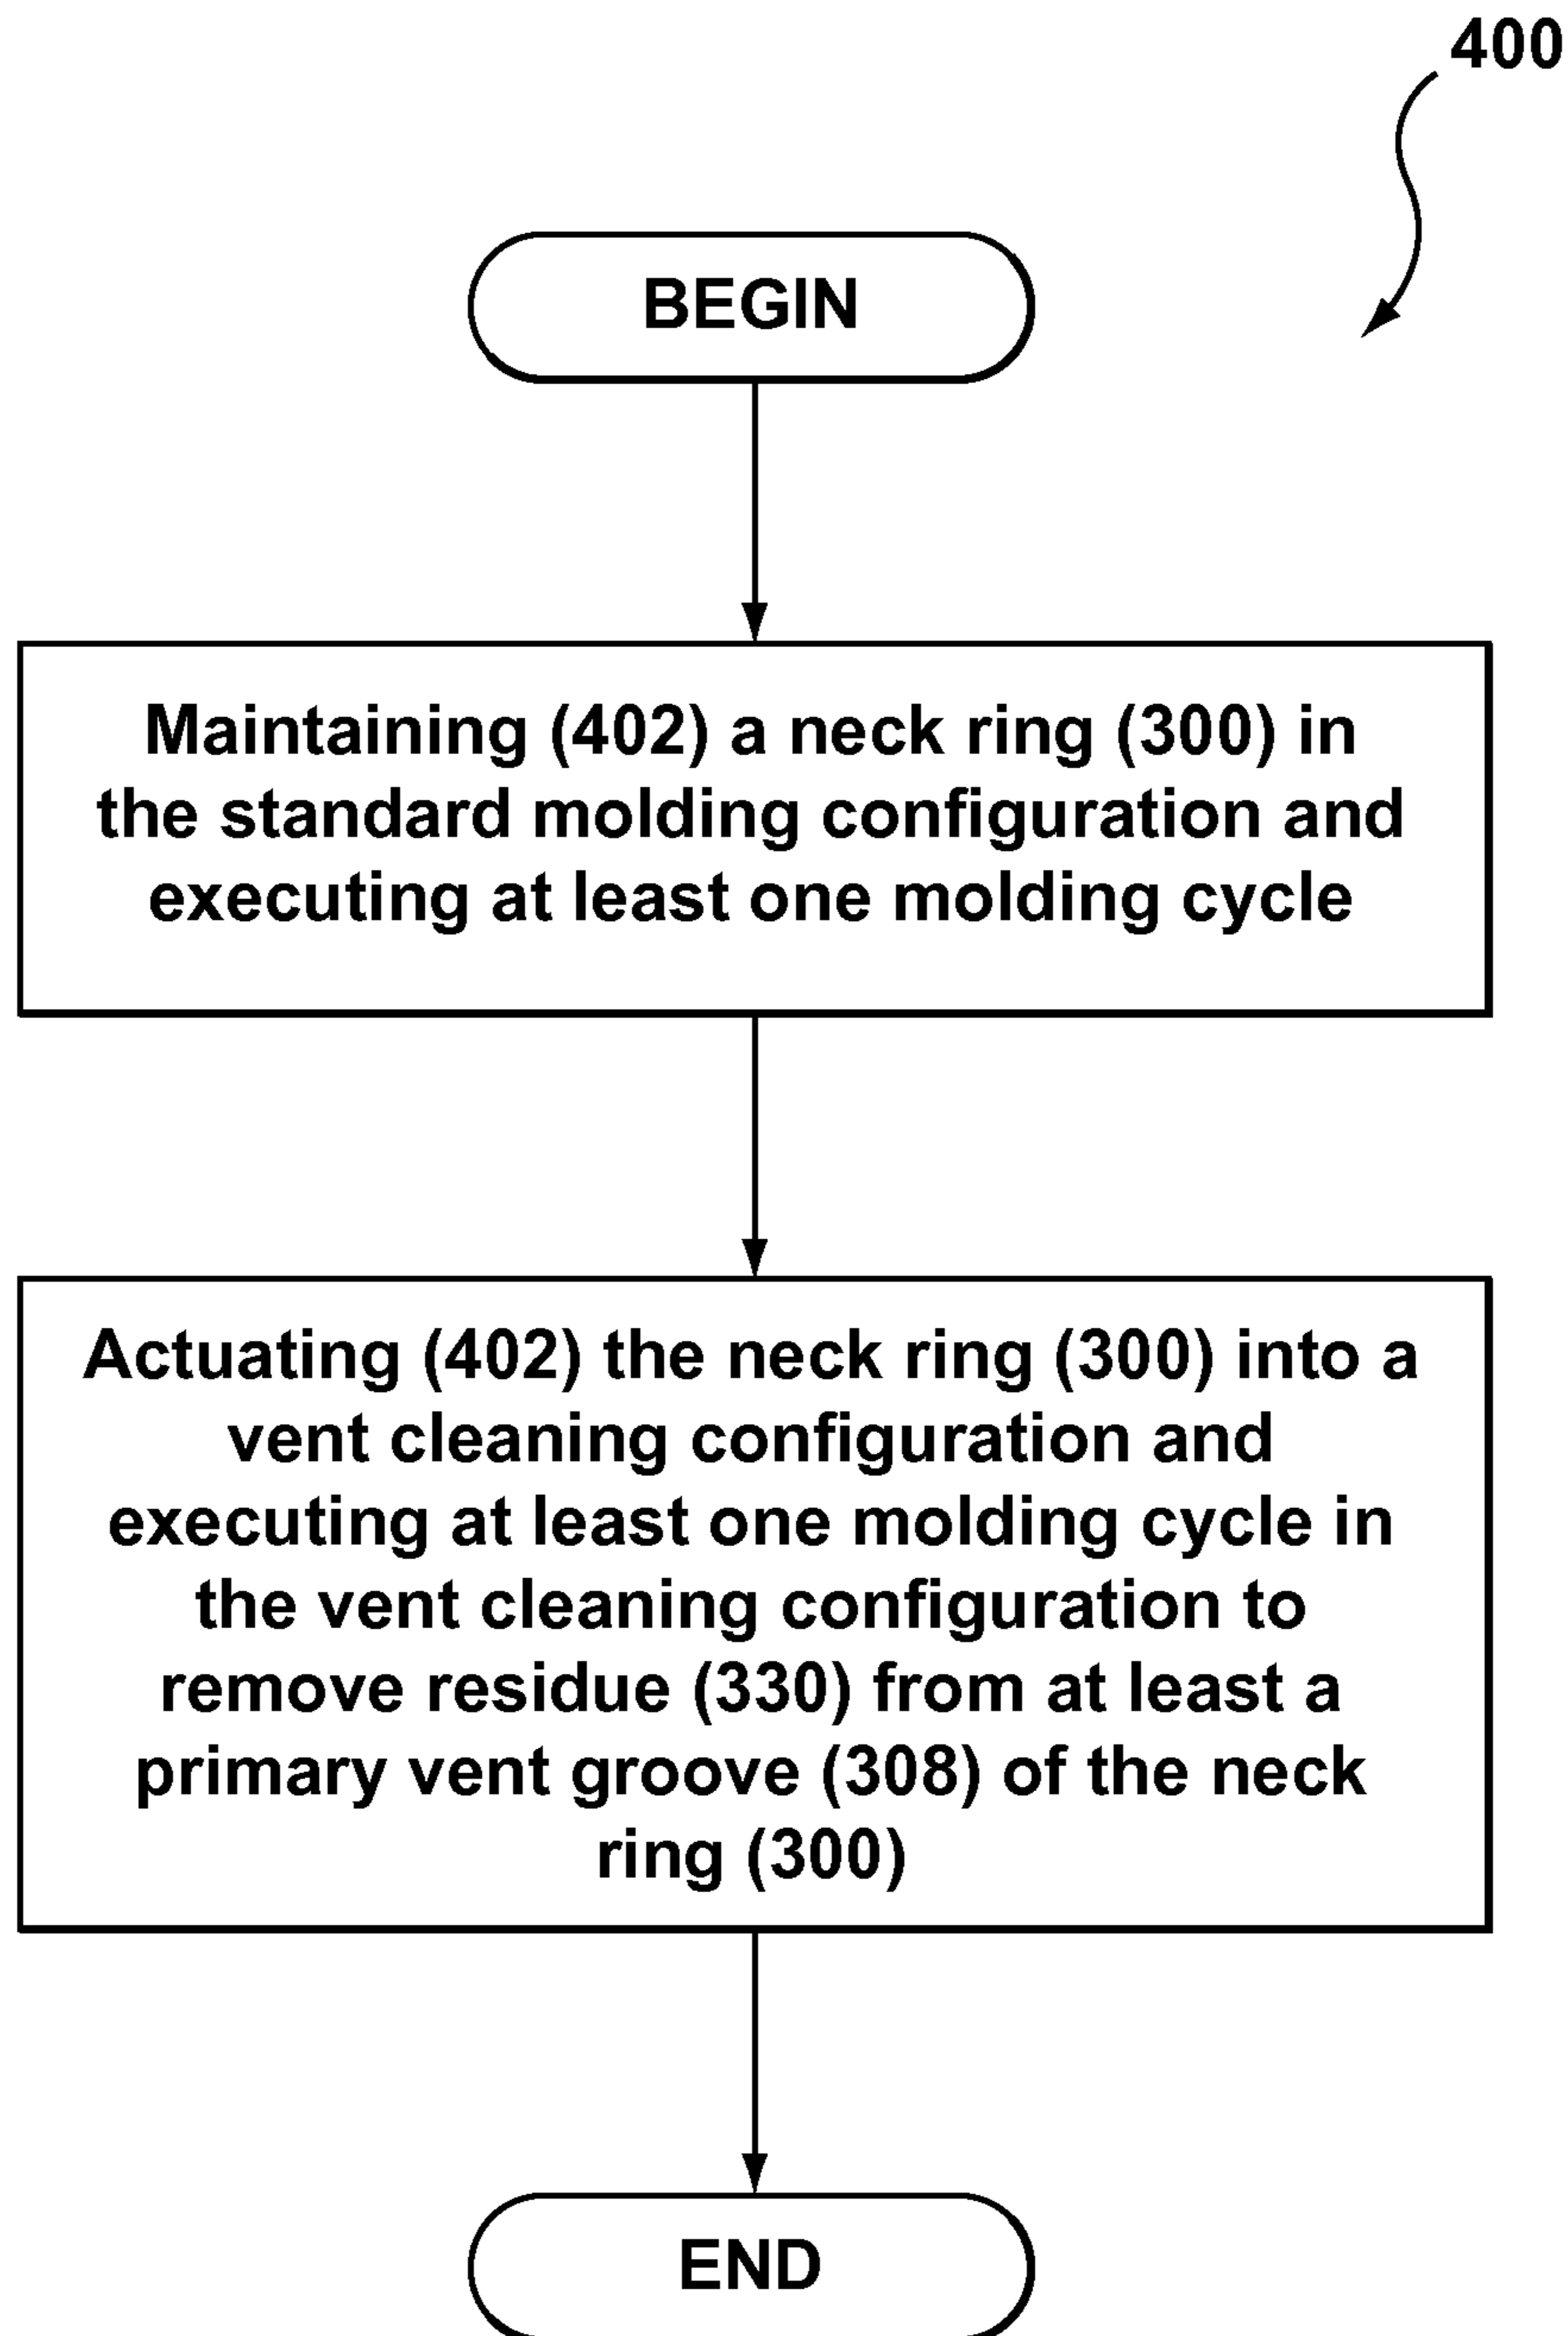 400
BEGIN
Maintaining (402) a neck ring (300) in
the standard molding configuration and
executing at least one molding cycle
Actuating (402) the neck ring (300) into a
vent cleaning configuration and
executing at least one molding cycle in
the vent cleaning configuration to
remove residue (330) from at least a
primary vent groove (308) of the neck
ring (300)
END